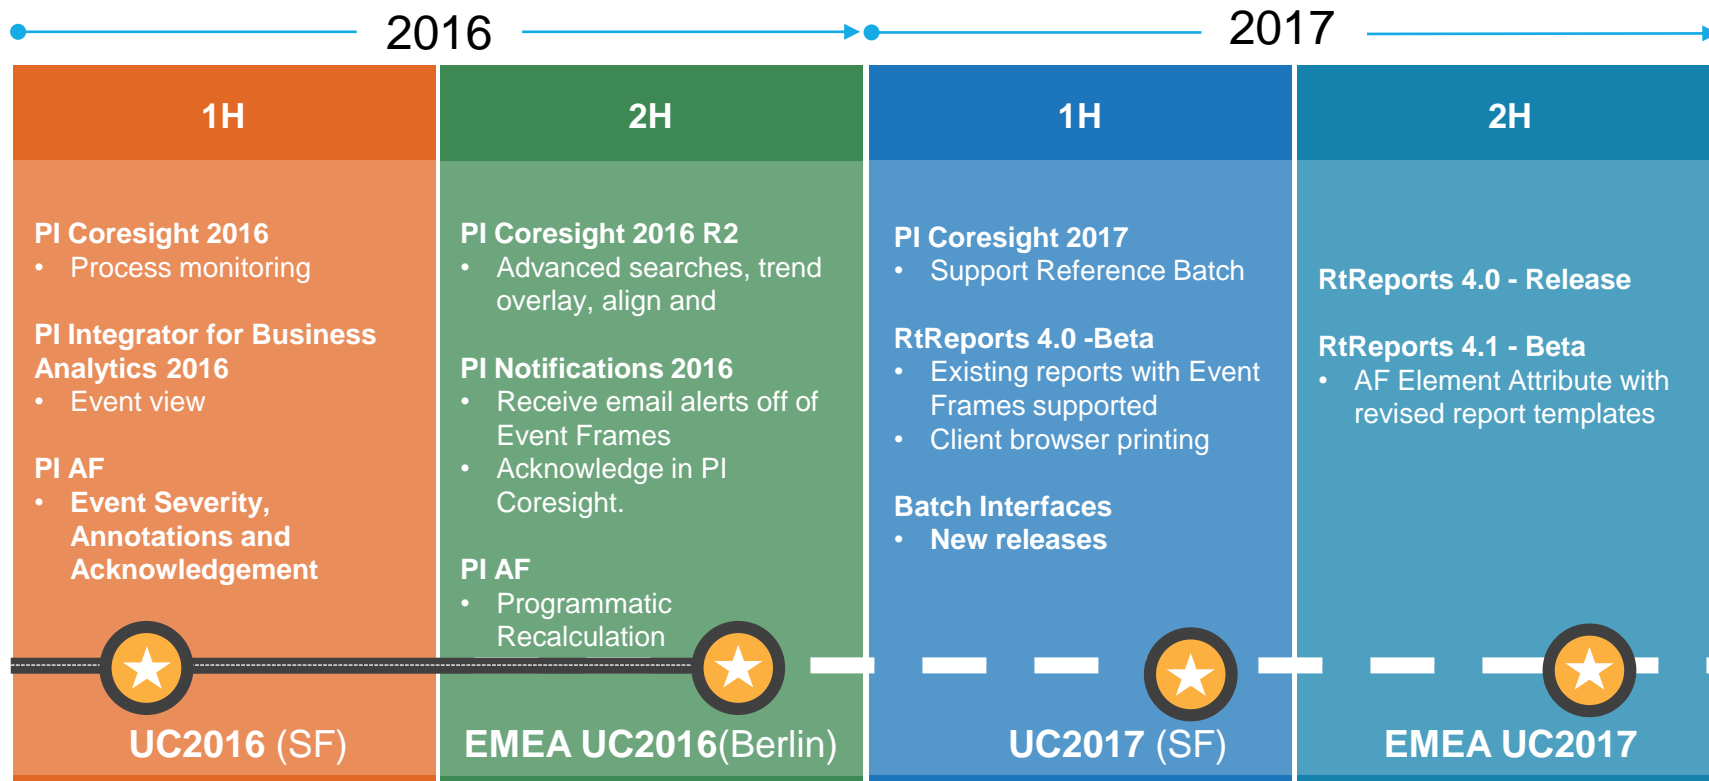 2016
2017
1H
2H
1H
2H
PI Coresight 2016
• Process monitoring
PI Integrator for Business
Analytics 2016
• Event view
PI AF
• Event Severity,
Annotations and
Acknowledgement
UC2016 (SF)
PI Coresight 2016 R2
• Advanced searches, trend
overlay, align and
PI Notifications 2016
• Receive email alerts off of
Event Frames
• Acknowledge in PI
Coresight.
PI AF
• Programmatic
Recalculation
EMEA UC2016(Berlin)
PI Coresight 2017
• Support Reference Batch
RtReports 4.0 -Beta
• Existing reports with Event
Frames supported
• Client browser printing
Batch Interfaces
• New releases
UC2017 (SF)
RtReports 4.0 - Release
RtReports 4.1 - Beta
• AF Element Attribute with
revised report templates
EMEA UC2017